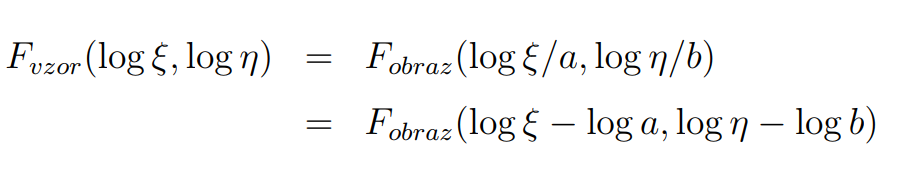 F_{vzor}(log ξ, log η) = F_{obraz}(log ξ/a, log η/b)
= F_{obraz}(log ξ − log a, log η − log b)